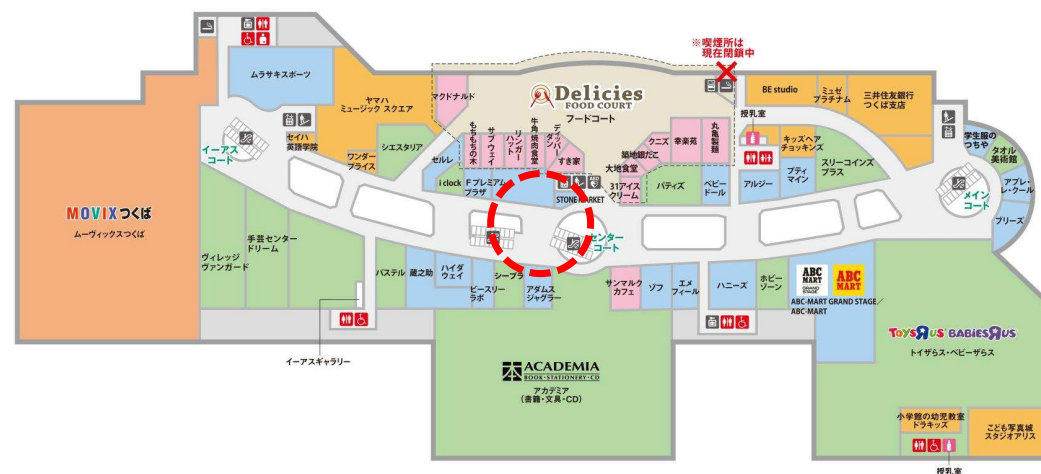 ※喫煙所は
現在閉鎖中
ムラサキスポーツ
ヤマハ
ミュージック スクエア
マクドナルド
Delicies
FOOD COURT
フードコート
BE studio
ミュゼ
プラチナム
三井住友銀行
つくば支店
イーアス
コート
セイハ
英語学院
ワンダー
プライス
シエスタリア
セルレ
i clock
F プレミアム
プラザ
もちもちの木
サブウェイ
リンガー
ハット
牛角焼肉食堂
デンバー
ダン
すき家
AED
STONE MARKET
大地食堂
築地銀だこ
クニズ
幸楽苑
丸亀製麺
31アイス
クリーム
パティズ
ベビー
ドール
授乳室
キッズヘア
チョッキンズ
アルジー
プティ
マイン
スリーコインズ
プラス
学生服の
つちや
タオル
美術館
アプレ・
レ・クール
ブリーズ
メイン
コート
センター
コート
MOVIXつくば
ムーヴィックスつくば
ヴィレッジ
ヴァンガード
手芸センター
ドリーム
パステル
蔵之助
ハイダ
ウェイ
ビースリー
ラボ
シープラ
アダムス
ジャグラー
サンマルク
カフェ
ゾフ
エメ
フィール
ハニーズ
ホビー
ゾーン
ABC
MART
GRAND
STAGE
ABC
MART
ABC-MART GRAND STAGE/
ABC-MART
イーアスギャラリー
ACADEMIA
BOOK・STATIONERY・CD
アカデミア
(書籍・文具・CD)
TOYSRUS BABIESRUS
トイザらス・ベビーザらス
小学館の幼児教室
ドラキッズ
こども写真城
スタジオアリス
授乳室